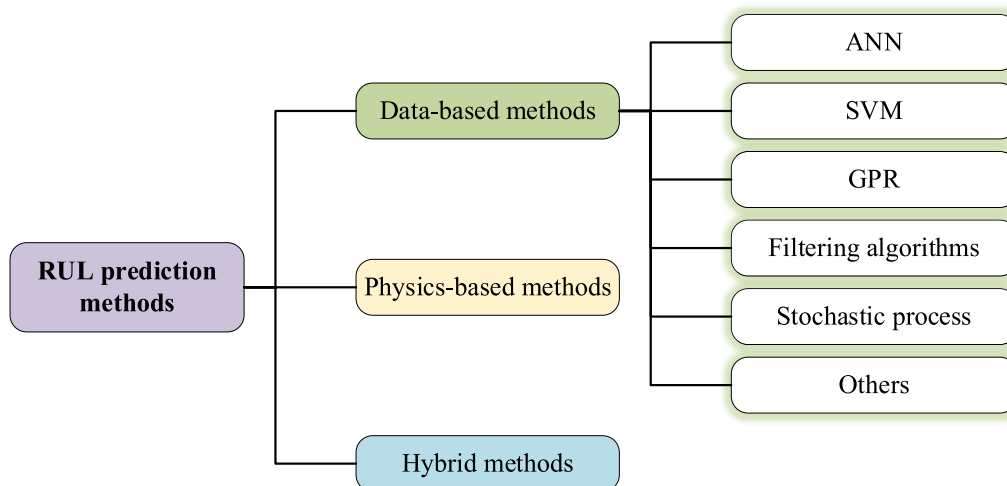 RUL prediction
methods
Data-based methods
Physics-based methods
Hybrid methods
ANN
SVM
GPR
Filtering algorithms
Stochastic process
Others